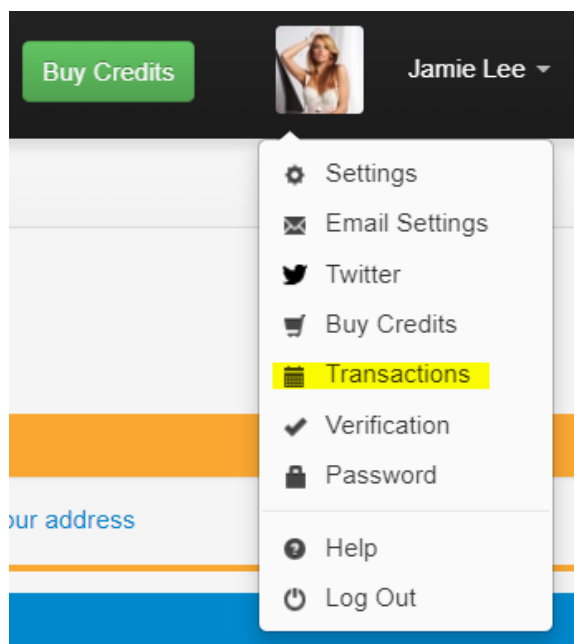 Buy Credits
Jamie Lee
Settings
Email Settings
Twitter
Buy Credits
Transactions
Verification
Password
our address
Help
Log Out